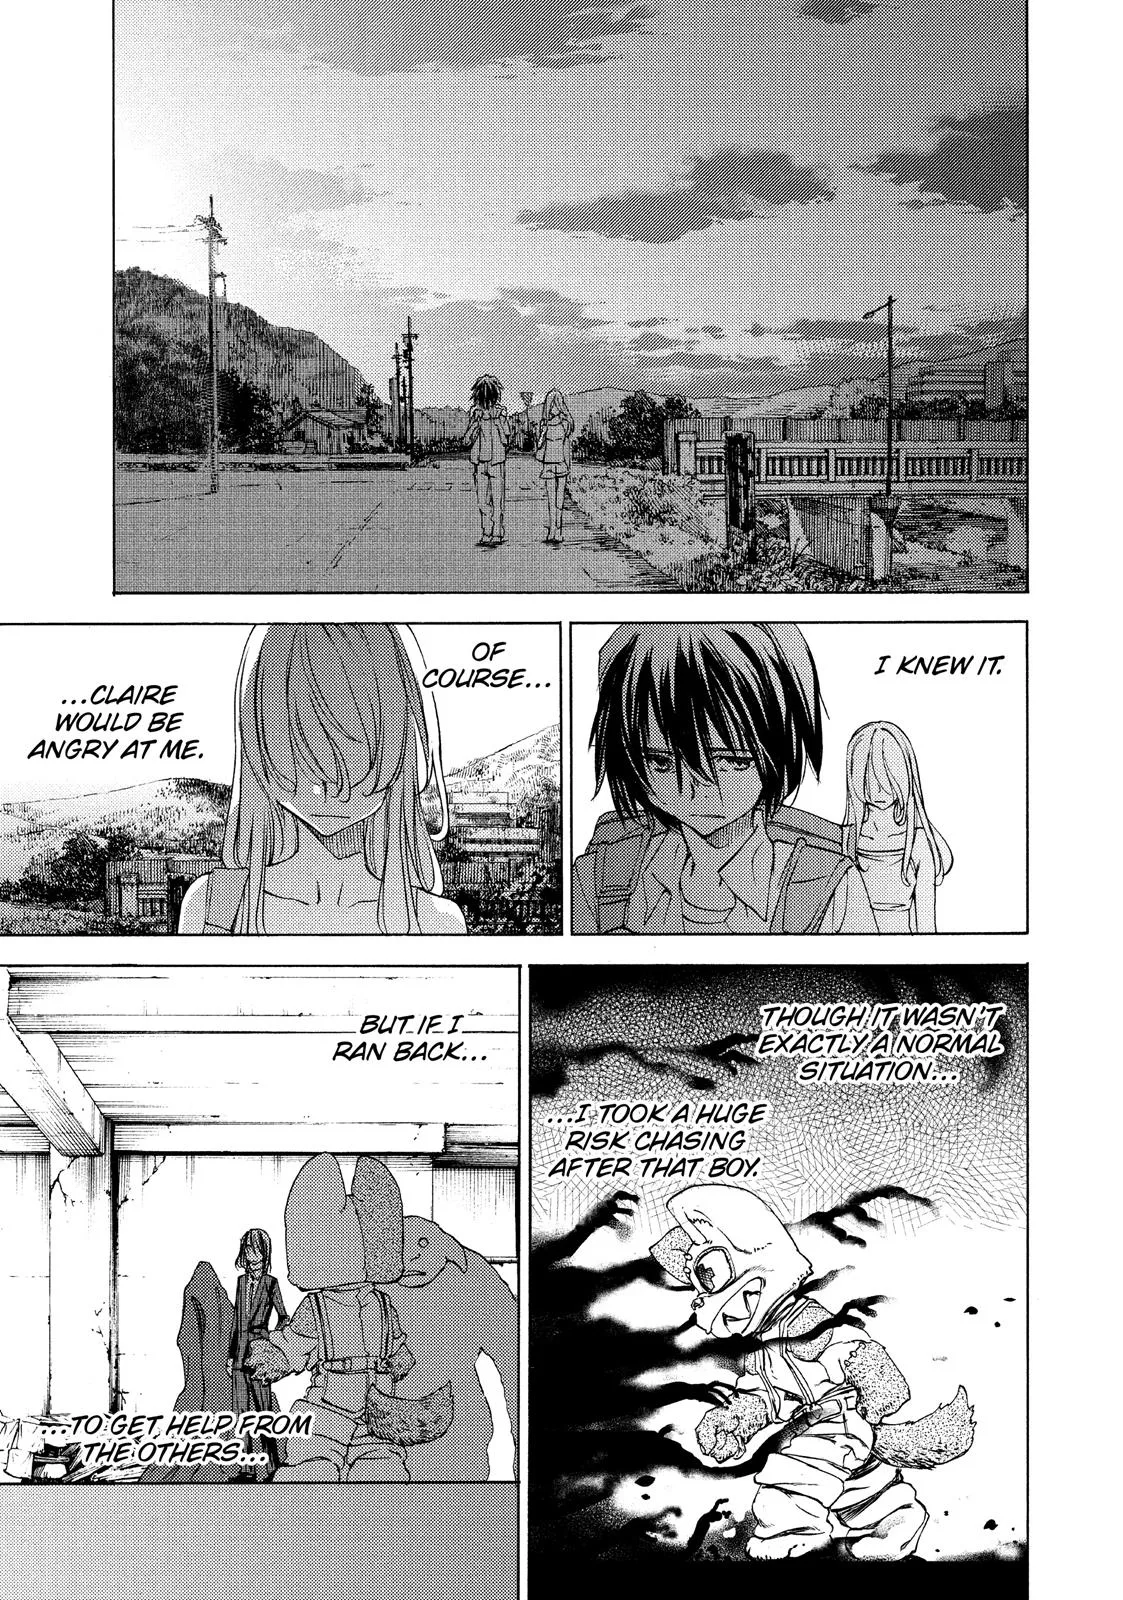 I KNEW IT.
OF
COURSE...
...CLAIRE
WOULD BE
ANGRY AT ME.
THOUGH IT WASN'T
EXACTLY A NORMAL
SITUATION...
...I TOOK A HUGE
RISK CHASING
AFTER THAT BOY.
BUT IF I
RAN BACK...
...TO GET HELP FROM
THE OTHERS...